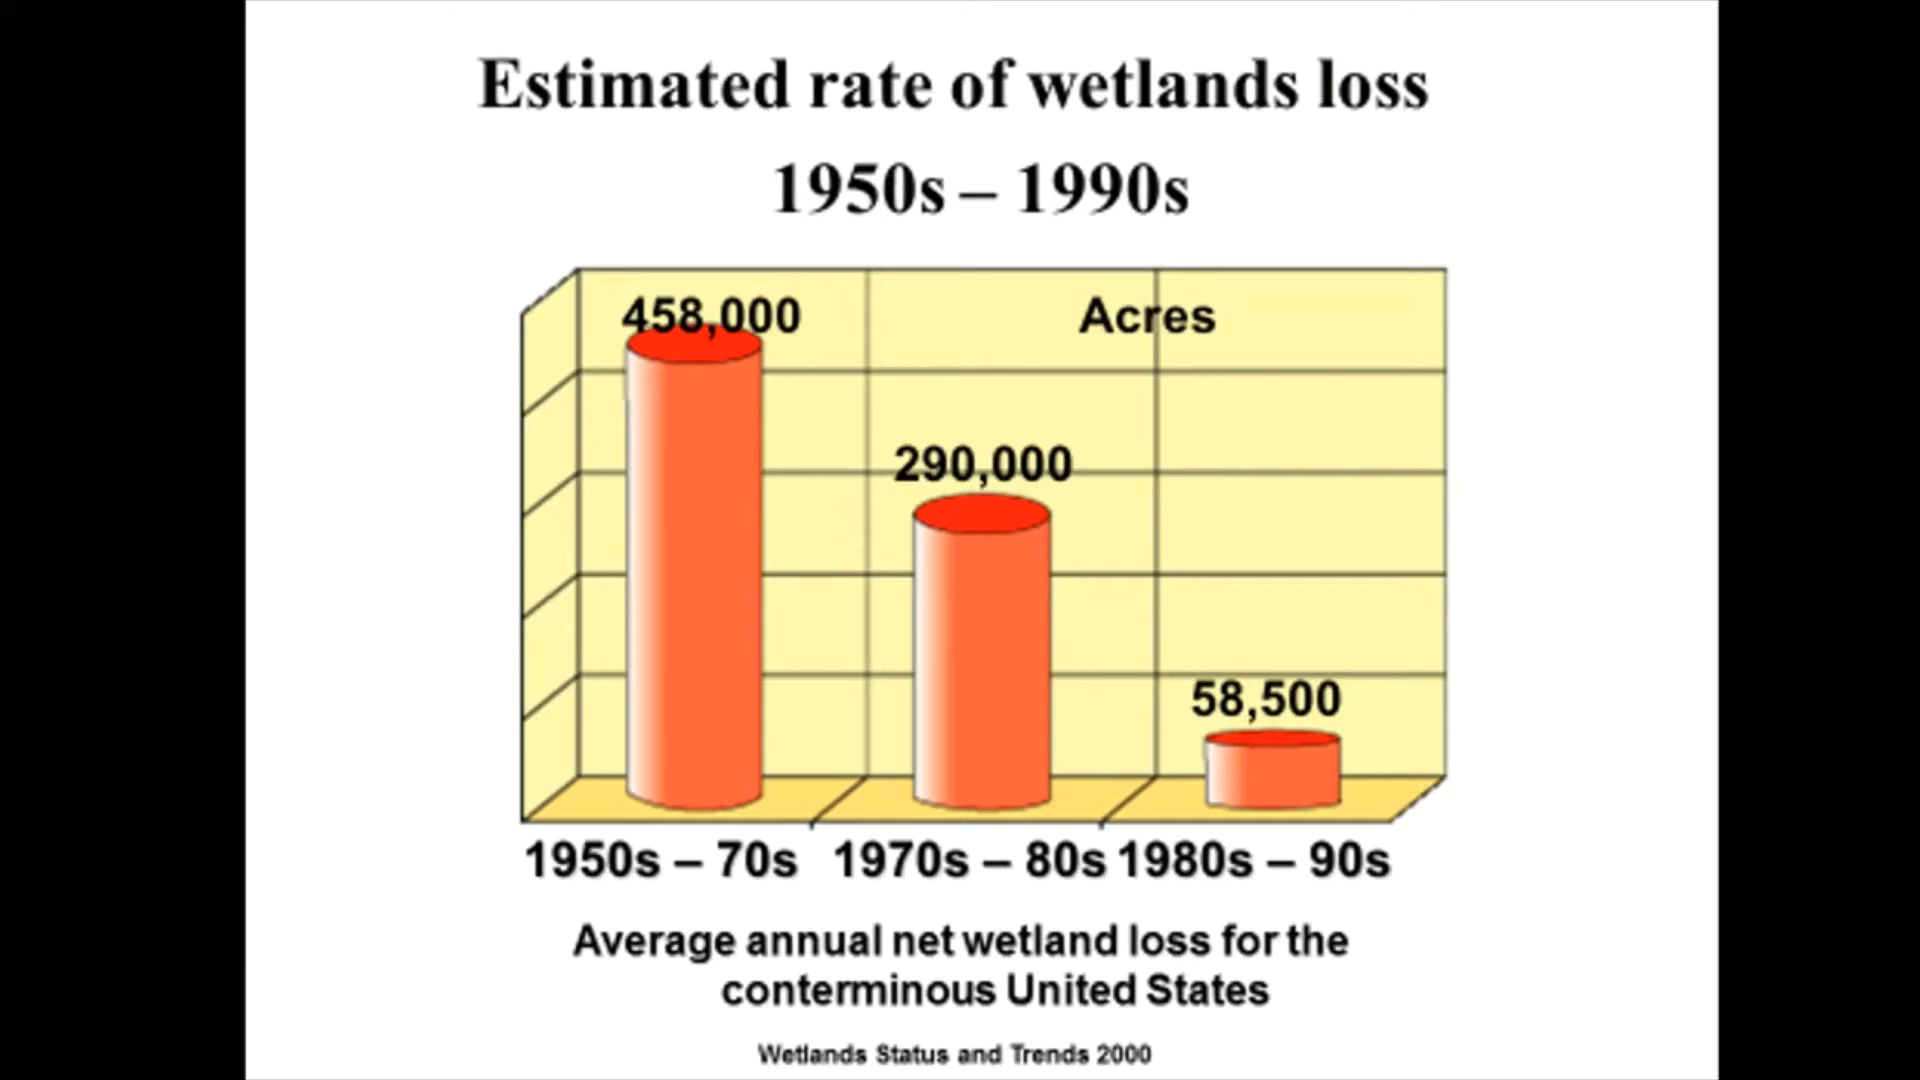 Estimated rate of wetlands loss
1950s – 1990s
458,000
Acres
290,000
58,500
1950s – 70s
1970s – 80s
1980s – 90s
Average annual net wetland loss for the
conterminous United States
Wetlands Status and Trends 2000